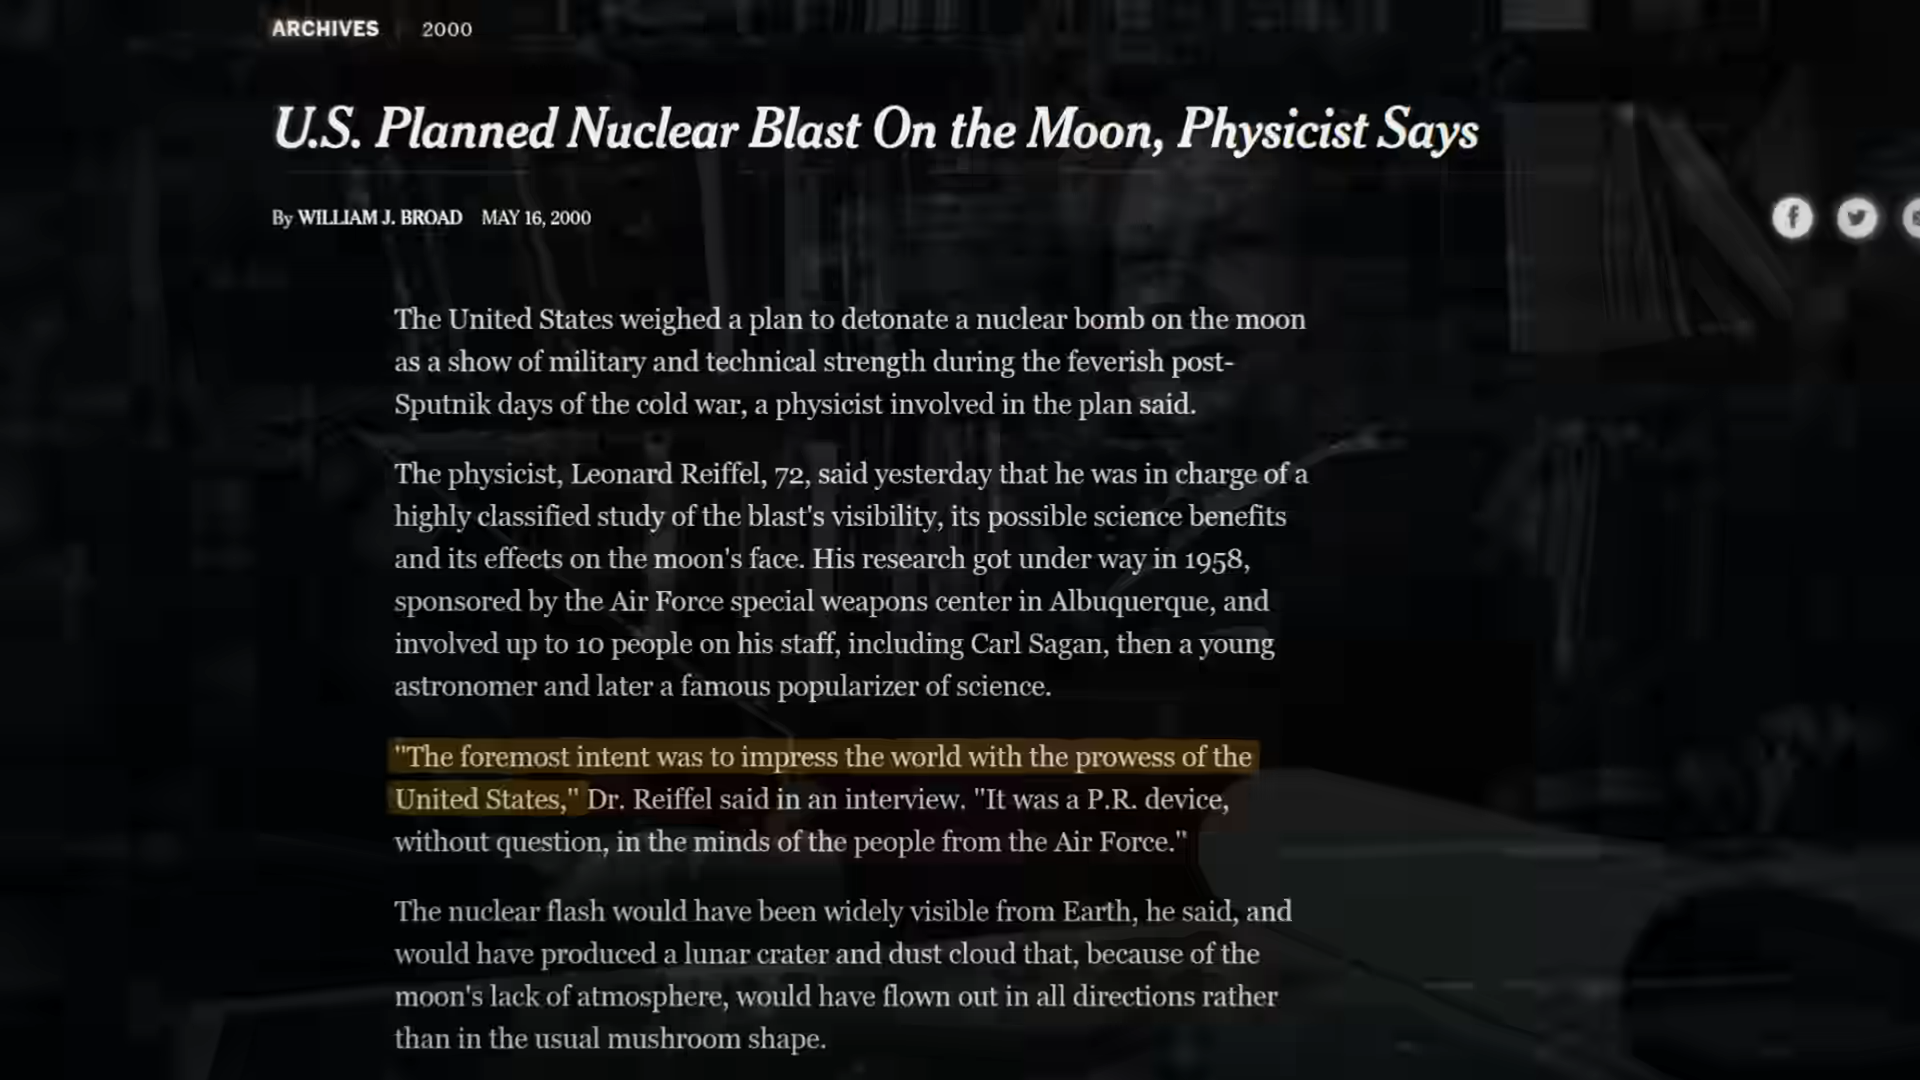 ARCHIVES | 2000
U.S. Planned Nuclear Blast On the Moon, Physicist Says
By WILLIAM J. BROAD MAY 16, 2000
The United States weighed a plan to detonate a nuclear bomb on the moon
as a show of military and technical strength during the feverish post-
Sputnik days of the cold war, a physicist involved in the plan said.
The physicist, Leonard Reiffel, 72, said yesterday that he was in charge of a
highly classified study of the blast's visibility, its possible science benefits
and its effects on the moon's face. His research got under way in 1958,
sponsored by the Air Force special weapons center in Albuquerque, and
involved up to 10 people on his staff, including Carl Sagan, then a young
astronomer and later a famous popularizer of science.
"The foremost intent was to impress the world with the prowess of the
United States," Dr. Reiffel said in an interview. "It was a P.R. device,
without question, in the minds of the people from the Air Force."
The nuclear flash would have been widely visible from Earth, he said, and
would have produced a lunar crater and dust cloud that, because of the
moon's lack of atmosphere, would have flown out in all directions rather
than in the usual mushroom shape.